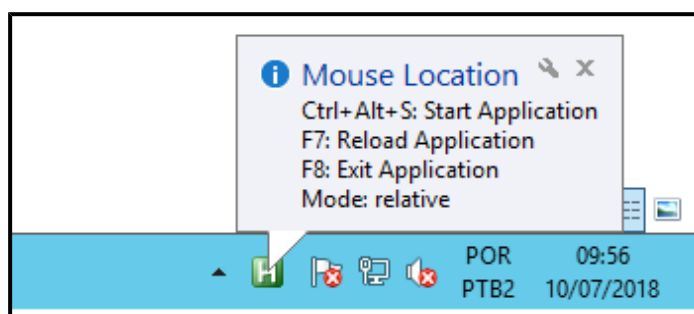 Mouse Location
Ctrl+Alt+S: Start Application
F7: Reload Application
F8: Exit Application
Mode: relative
H
POR 09:56
PTB2 10/07/2018